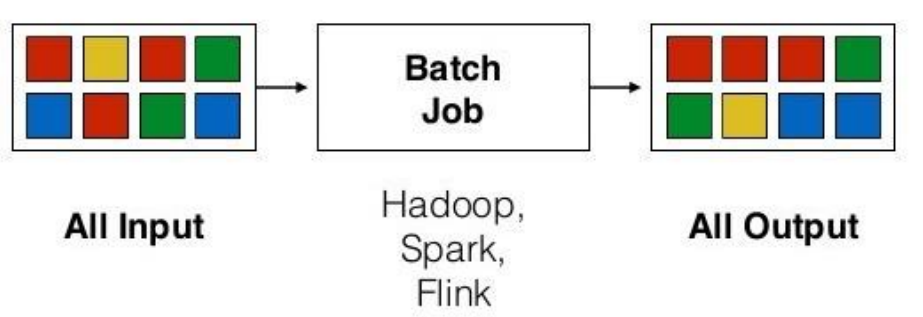 Batch
Job
All Input
Hadoop,
Spark,
Flink
All Output